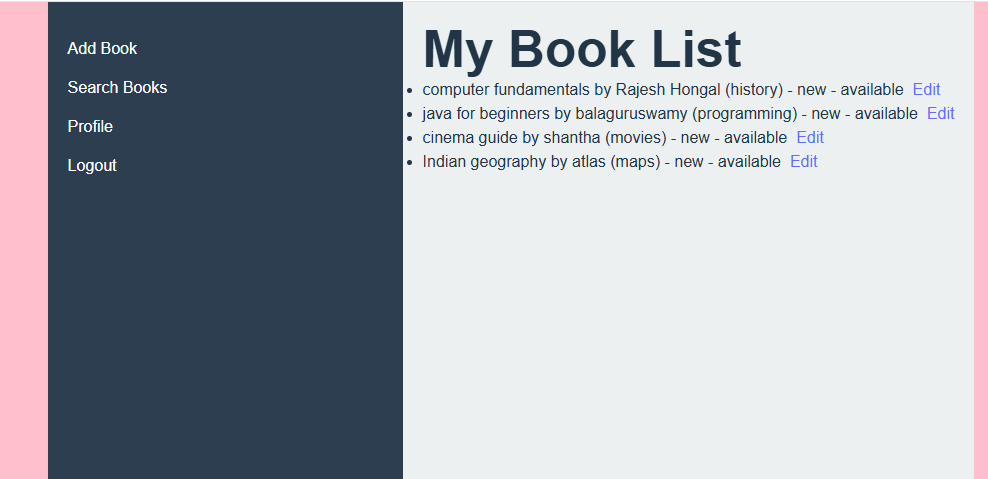 Add Book
Search Books
Profile
Logout
My Book List
computer fundamentals by Rajesh Hongal (history) - new - available Edit
java for beginners by balaguruswamy (programming) - new - available Edit
cinema guide by shantha (movies) - new - available Edit
Indian geography by atlas (maps) - new - available Edit